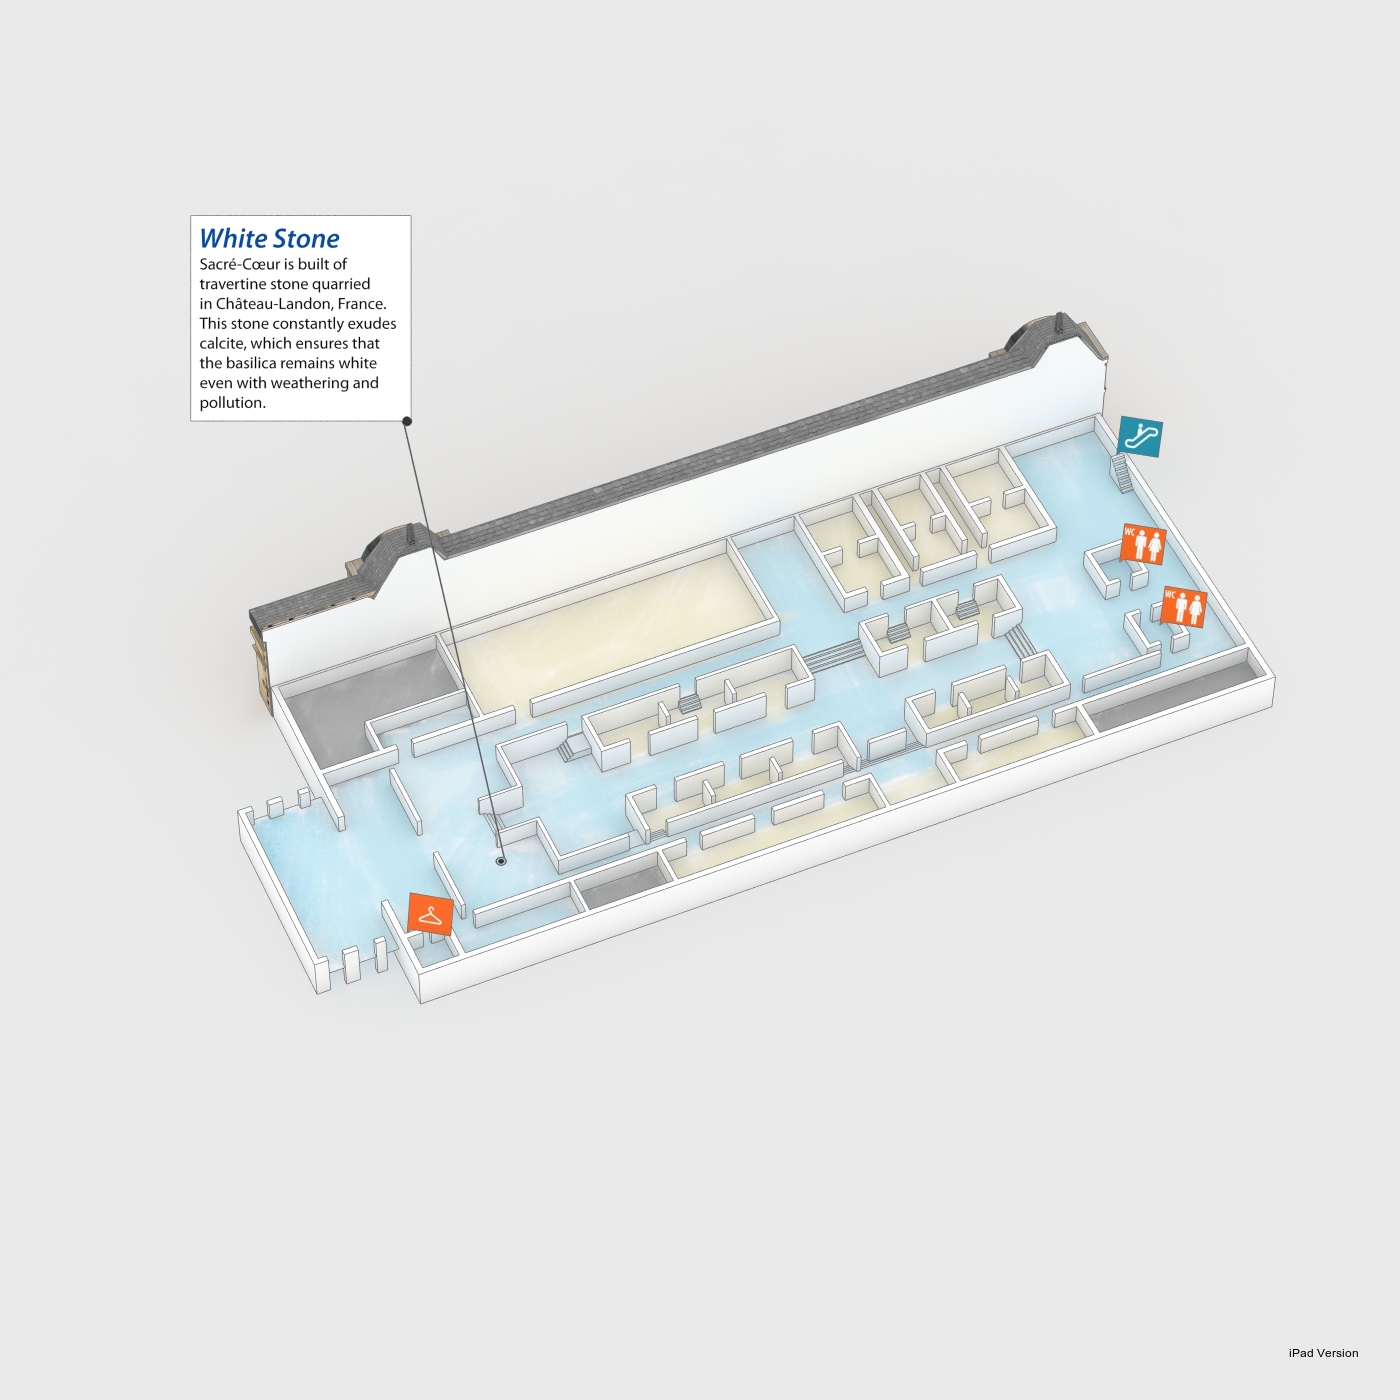 White Stone
Sacré-Cœur is built of
travertine stone quarried
in Château-Landon, France.
This stone constantly exudes
calcite, which ensures that
the basilica remains white
even with weathering and
pollution.
WC
WC
iPad Version